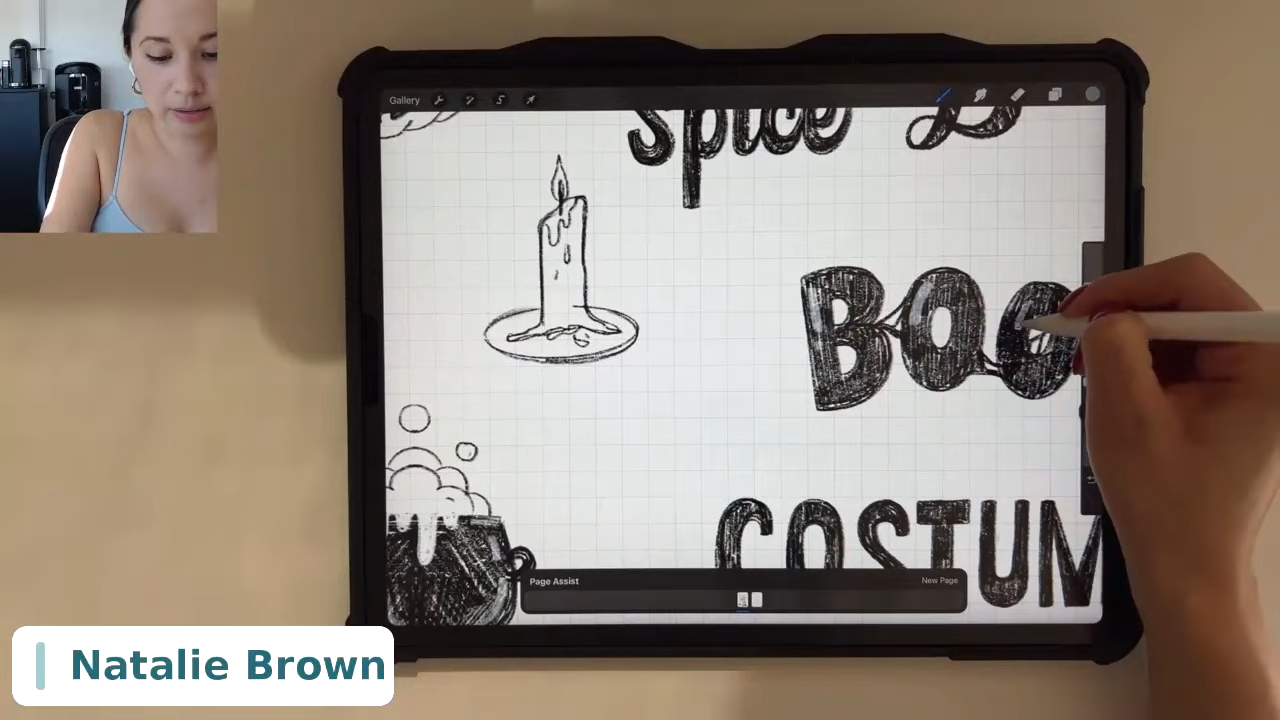 Gallery
spice
BOO
COSTUM
Page Assist
New Page
Natalie Brown